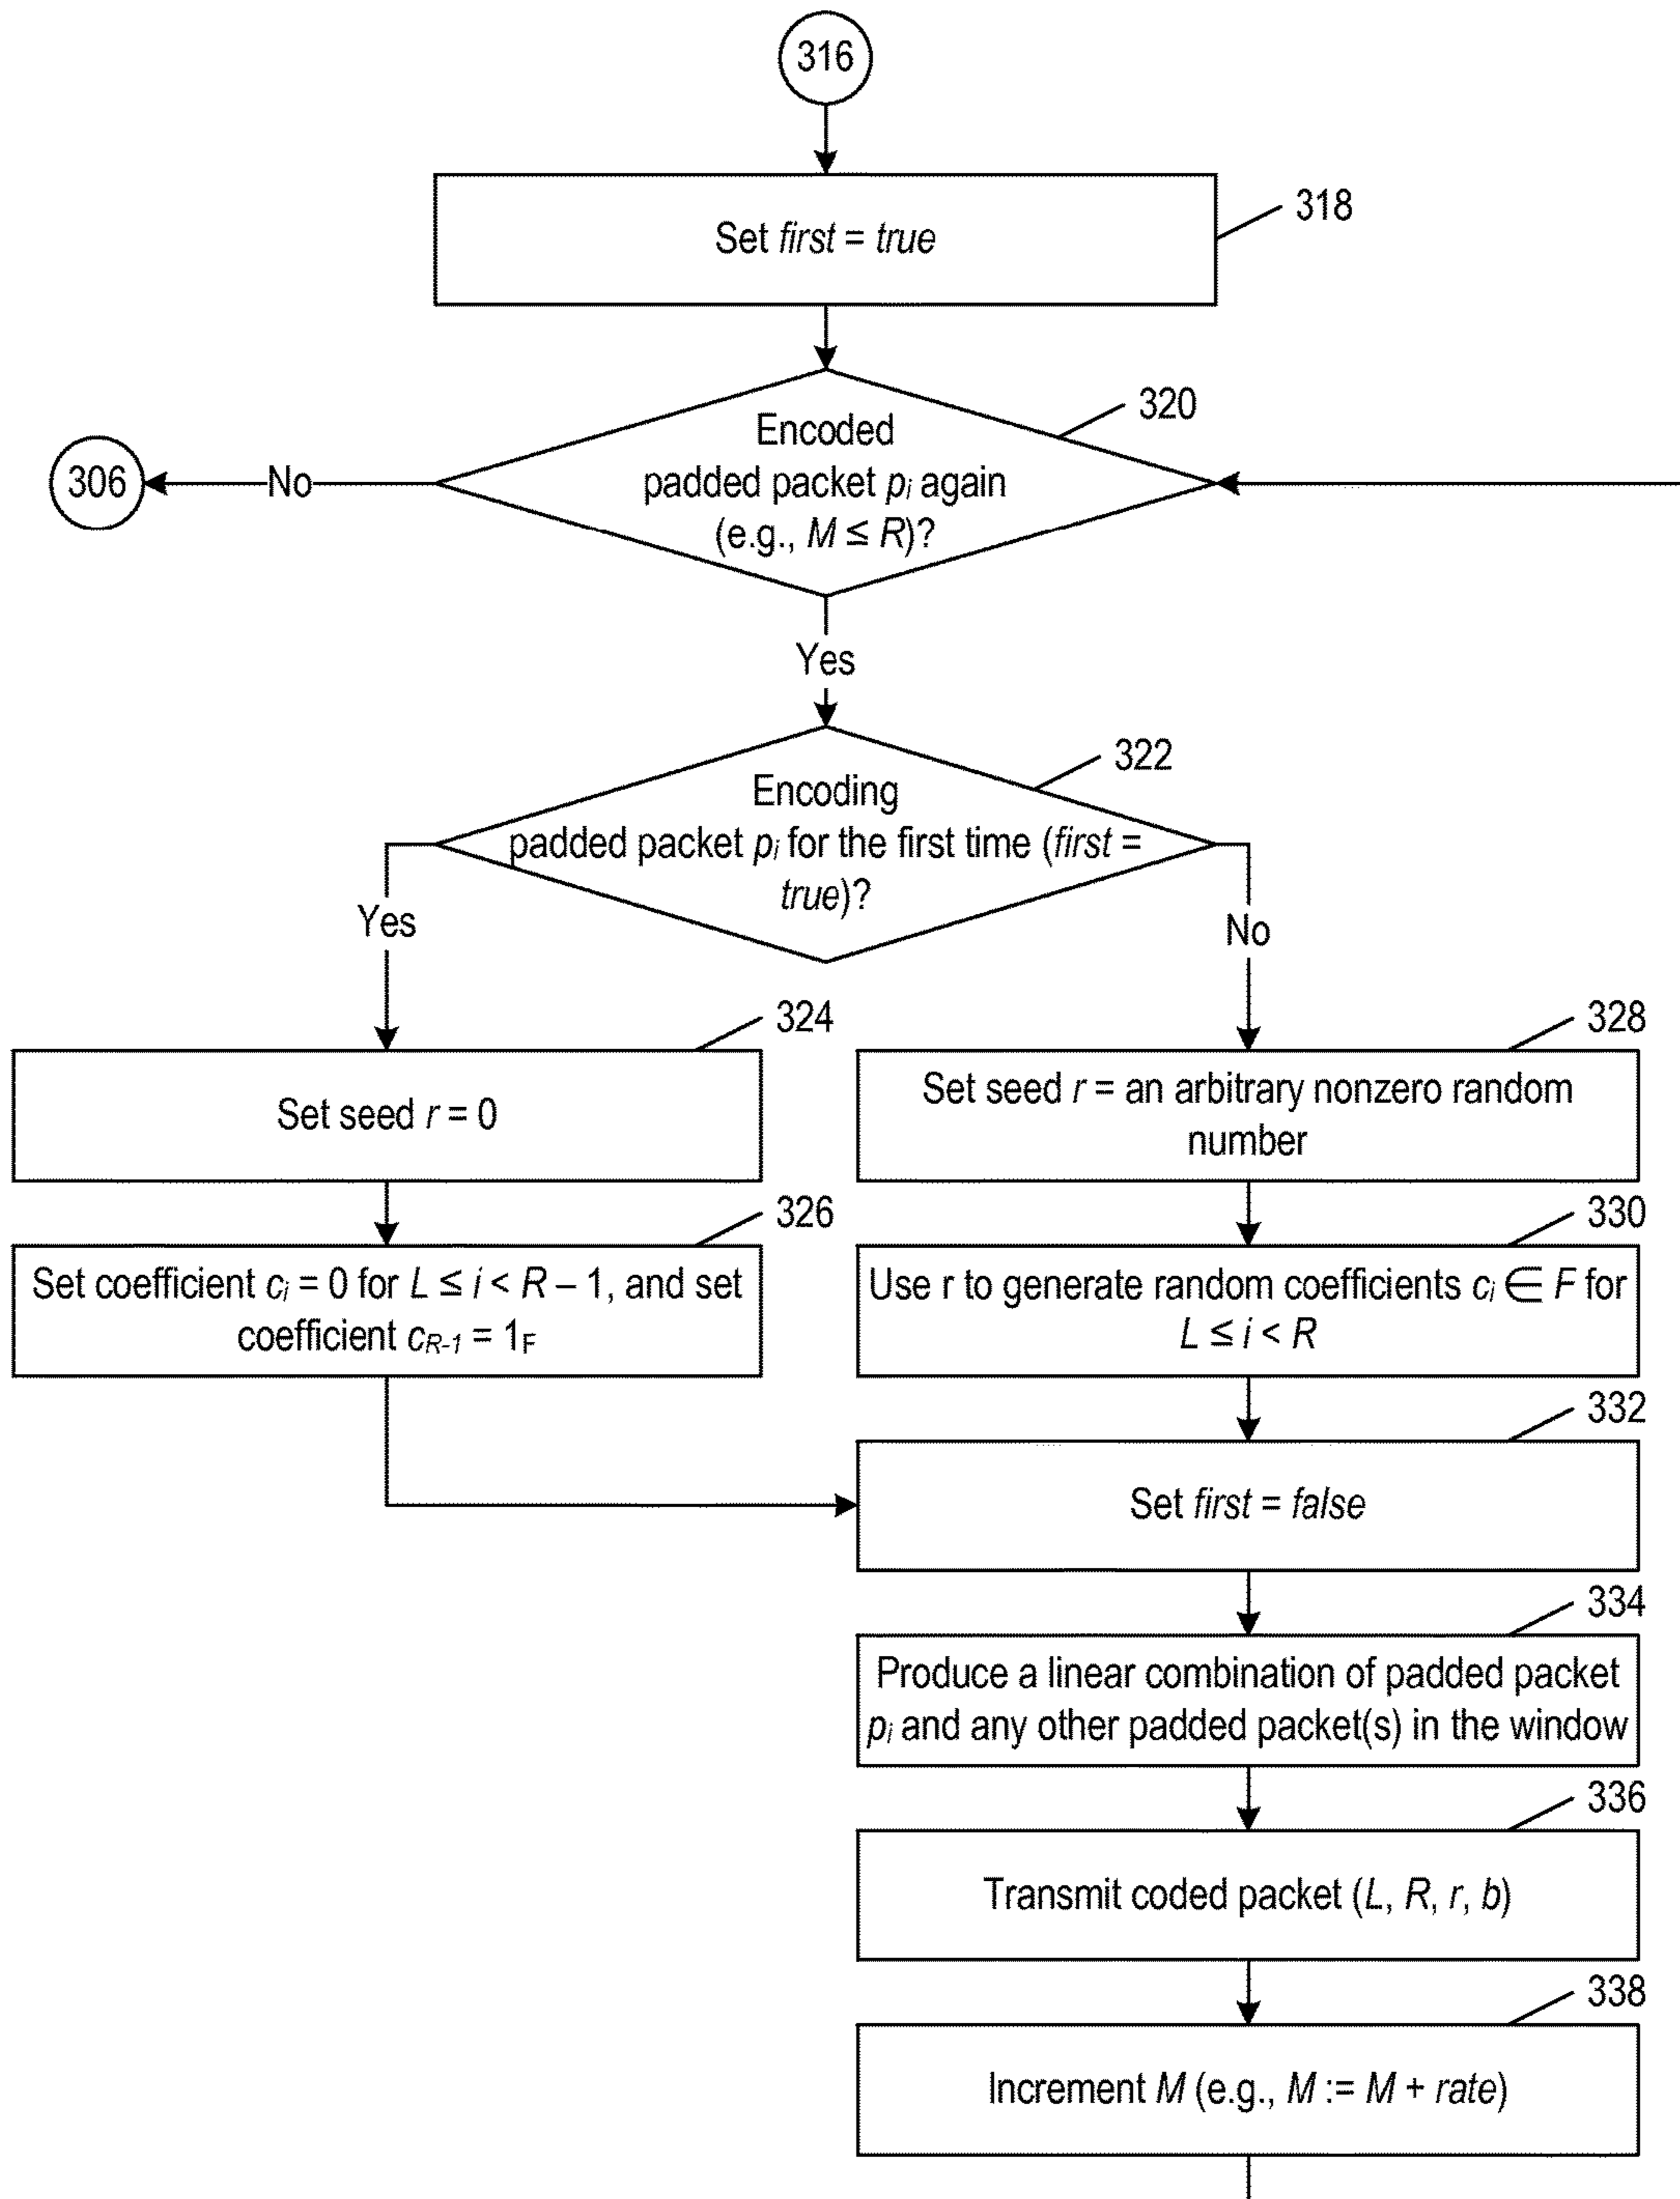 316
318
Set first = true
320
Encoded
padded packet pᵢ again
(e.g., M ≤ R)?
306
No
Yes
322
Encoding
padded packet pᵢ for the first time (first =
true)?
Yes
No
324
Set seed r = 0
328
Set seed r = an arbitrary nonzero random
number
326
Set coefficient cᵢ = 0 for L ≤ i < R – 1, and set
coefficient c_{R-1} = 1_F
330
Use r to generate random coefficients cᵢ ∈ F for
L ≤ i < R
332
Set first = false
334
Produce a linear combination of padded packet
pᵢ and any other padded packet(s) in the window
336
Transmit coded packet (L, R, r, b)
338
Increment M (e.g., M := M + rate)